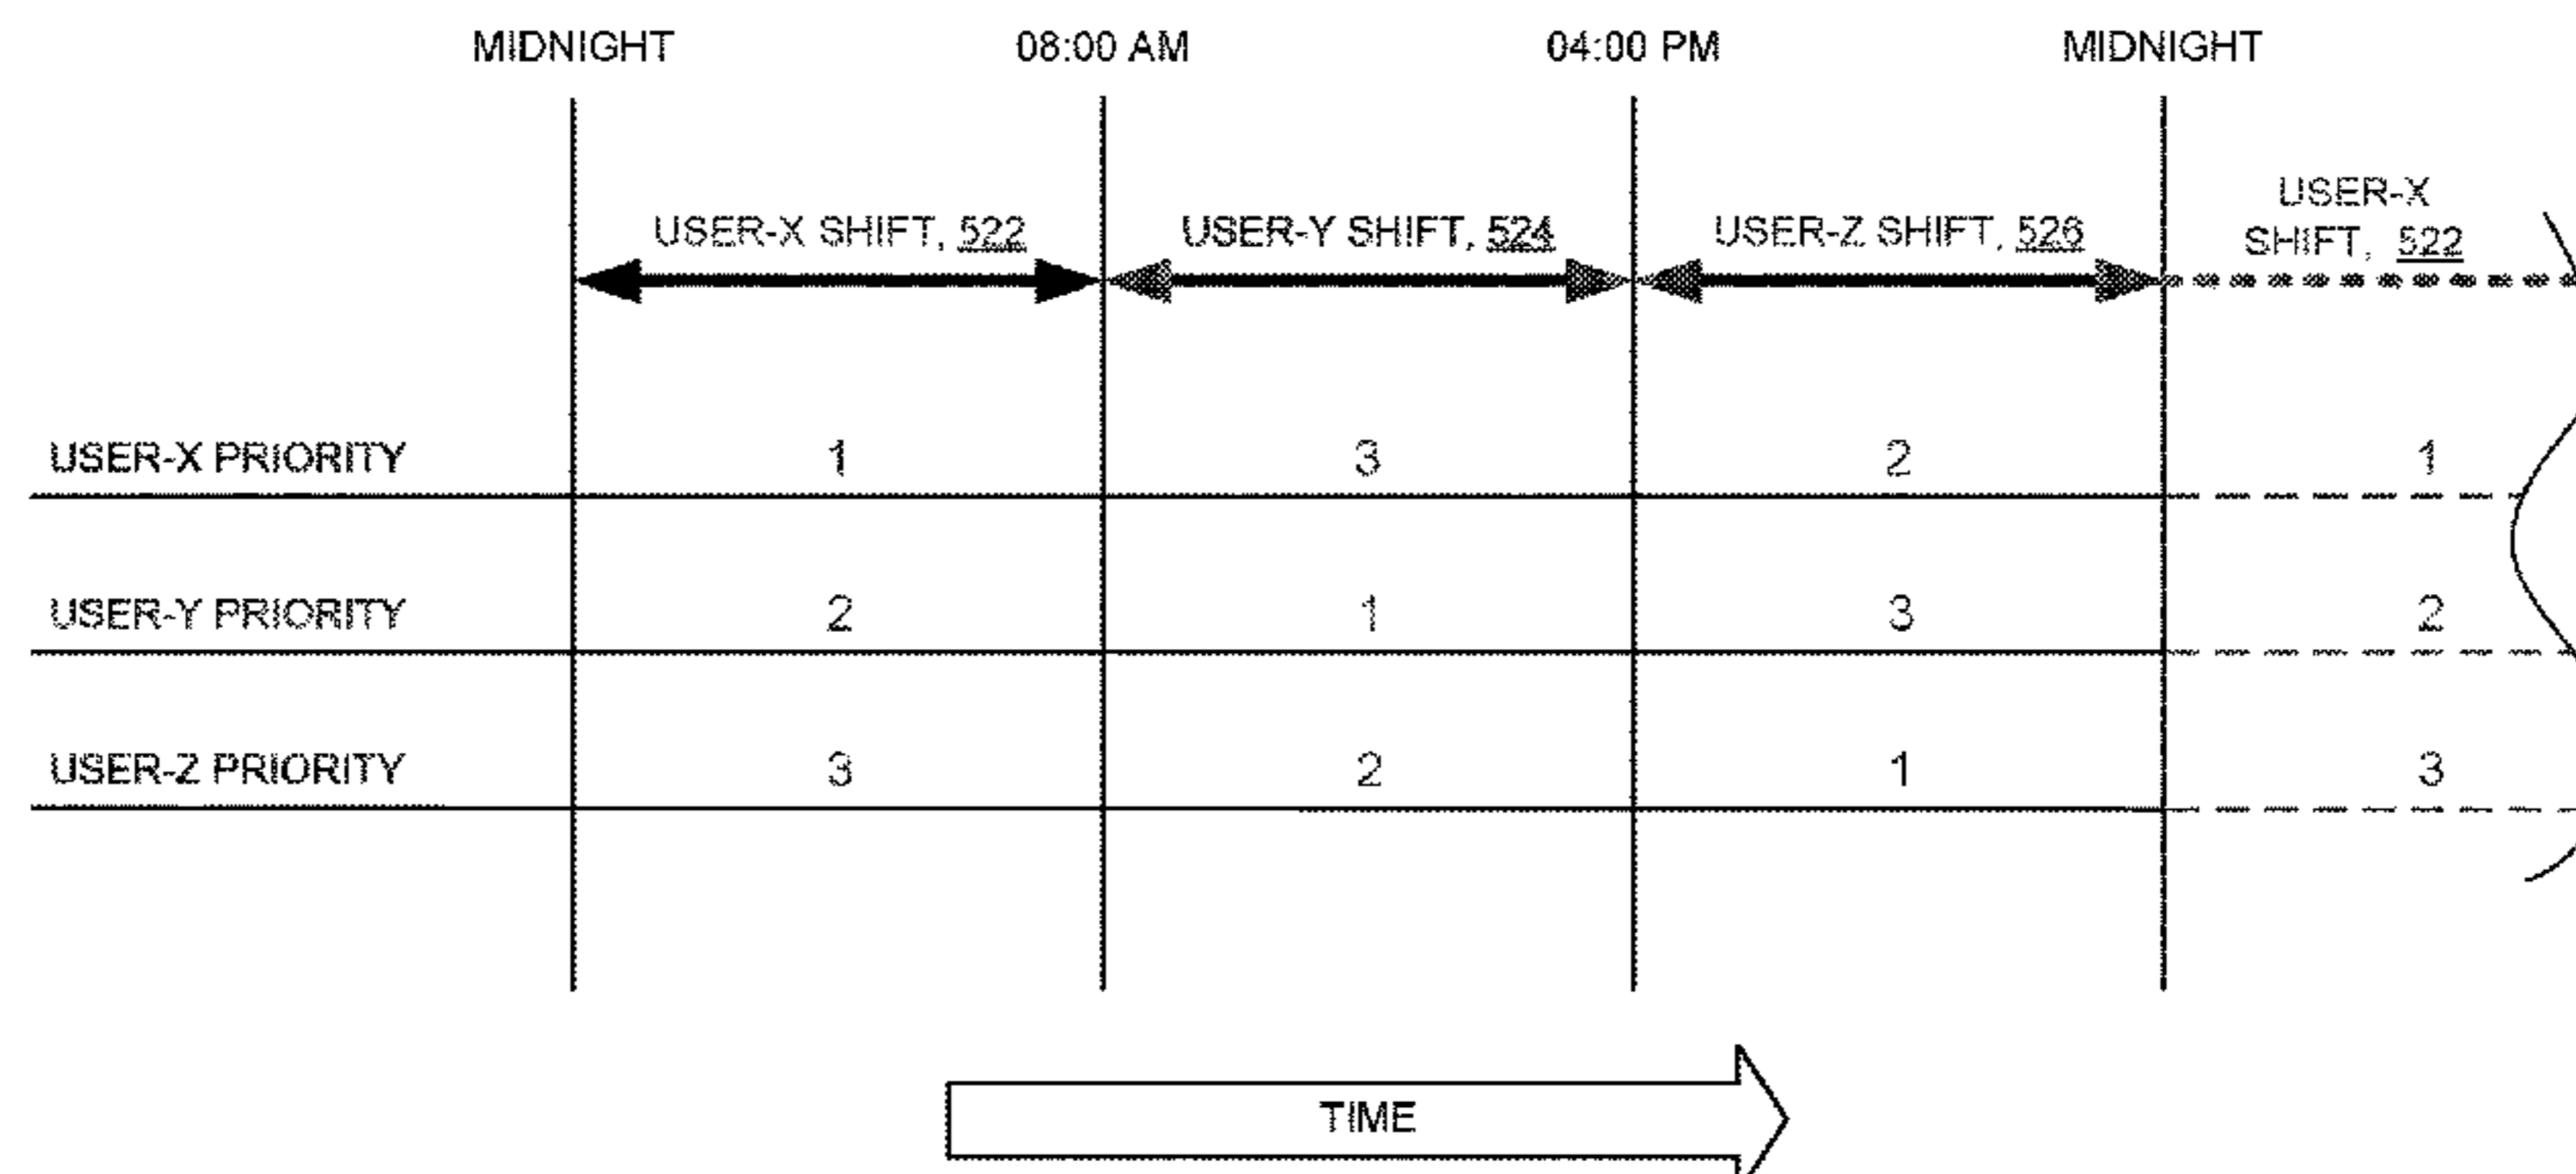 MIDNIGHT 08:00 AM 04:00 PM MIDNIGHT
USER-X SHIFT, 522 USER-Y SHIFT, 524 USER-Z SHIFT, 526 USER-X
SHIFT, 522
USER-X PRIORITY 1 3 2 1
USER-Y PRIORITY 2 1 3 2
USER-Z PRIORITY 3 2 1 3
TIME